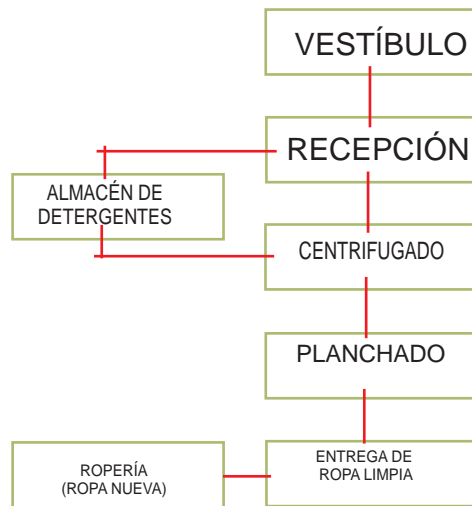 VESTÍBULO
RECEPCIÓN
ALMACÉN DE
DETERGENTES
CENTRIFUGADO
PLANCHADO
ENTREGA DE
ROPA LIMPIA
ROPERÍA
(ROPA NUEVA)